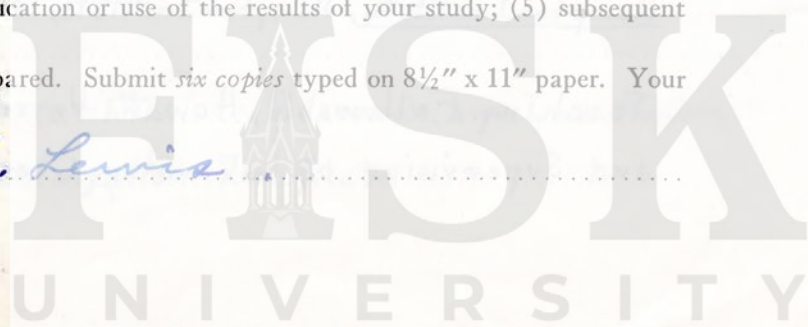 ication or use of the results of your study; (5) subsequent
pared. Submit six copies typed on 8½″ x 11″ paper. Your
Lewis
FISK
UNIVERSITY